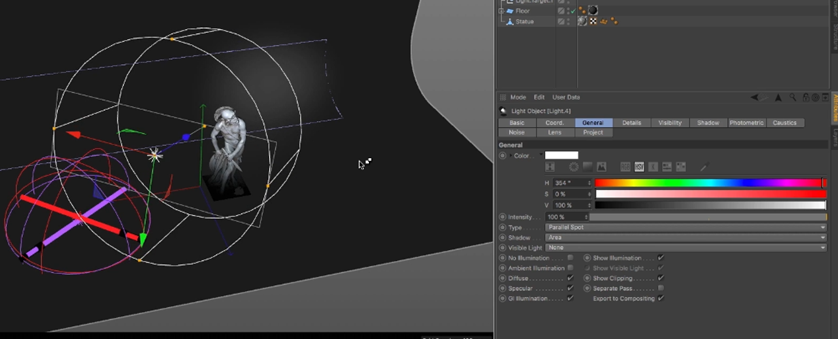 Light.Target.1
Floor
Statue
Mode Edit User Data
Light Object [Light.4]
Basic Coord. General Details Visibility Shadow Photometric Caustics
Noise Lens Project
General
Color
H 354 °
S 0 %
V 100 %
Intensity 100 %
Type Parallel Spot
Shadow Area
Visible Light None
No Illumination Show Illumination
Ambient Illumination Show Visible Light
Diffuse Show Clipping
Specular Separate Pass
GI Illumination Export to Compositing